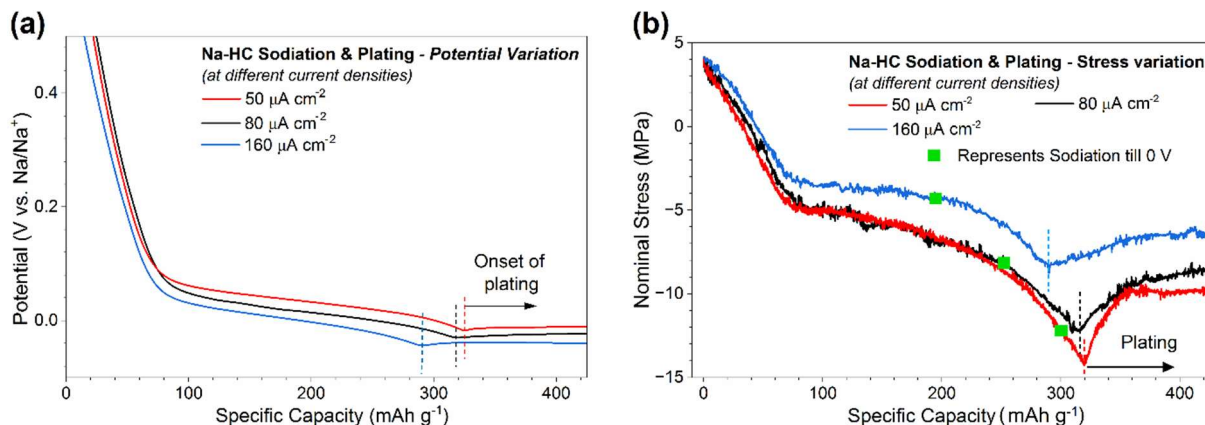 (a)
Na-HC Sodiation & Plating - Potential Variation
(at different current densities)
50 μA cm-2
80 μA cm-2
160 μA cm-2
Onset of
plating
0.4
0.2
0.0
Potential (V vs. Na/Na+)
0 100 200 300 400
Specific Capacity (mAh g-1)
(b)
Na-HC Sodiation & Plating - Stress variation
(at different current densities)
50 μA cm-2 80 μA cm-2
160 μA cm-2
Represents Sodiation till 0 V
Plating
5
0
−5
−10
−15
Nominal Stress (MPa)
0 100 200 300 400
Specific Capacity (mAh g-1)